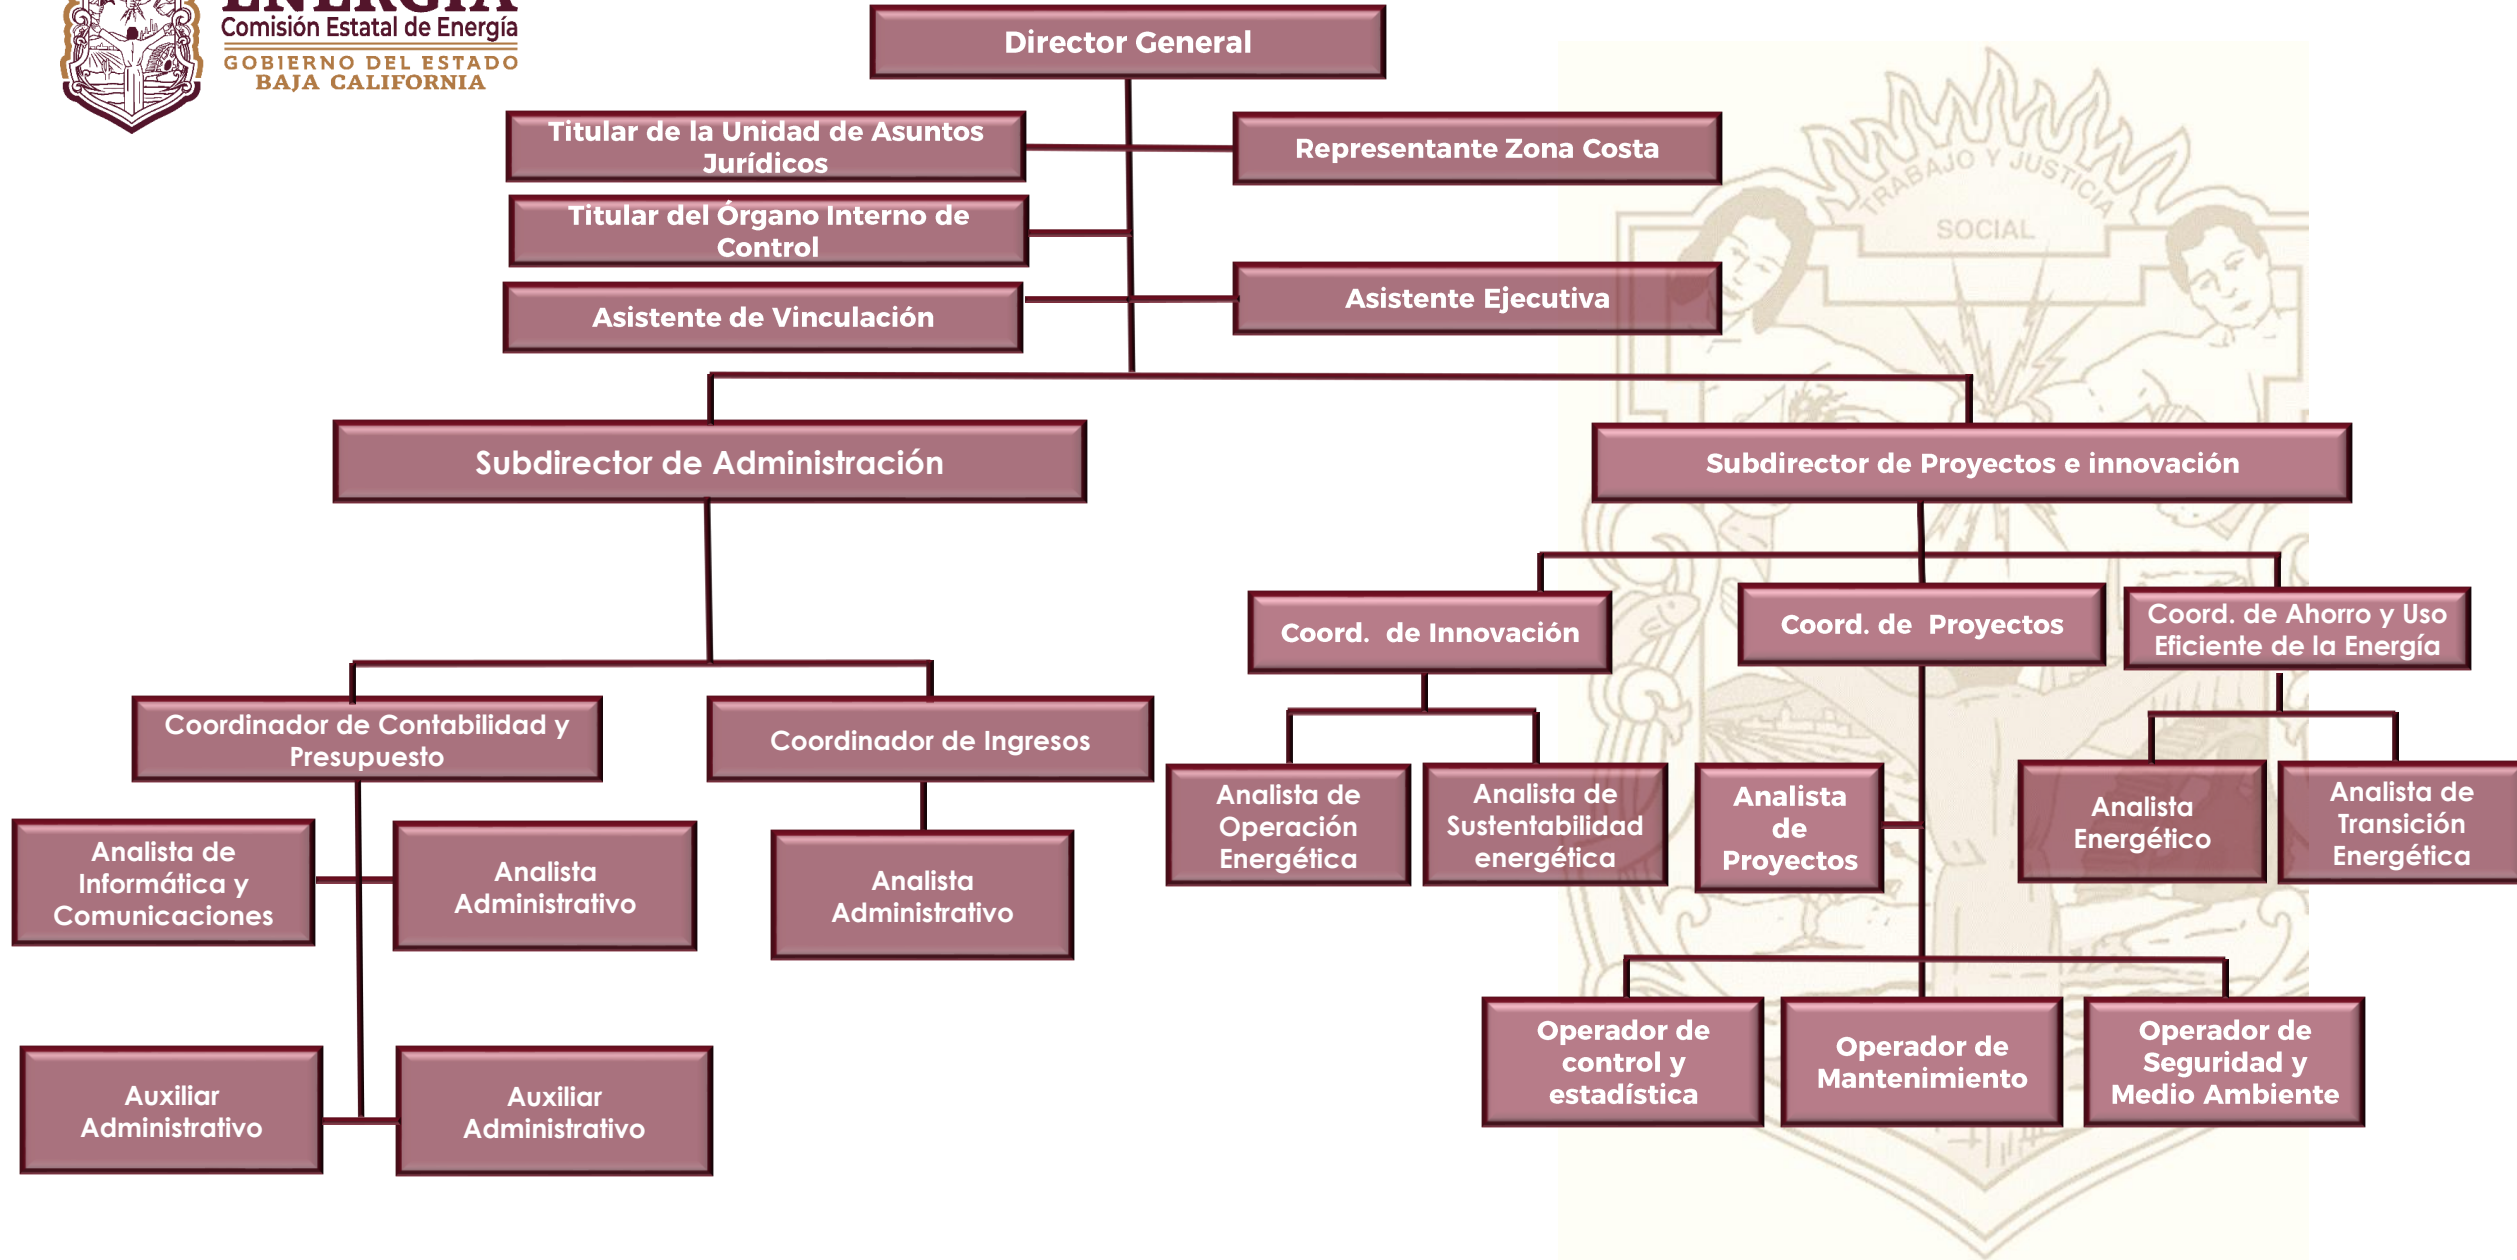 ENERGÍA
Comisión Estatal de Energía
GOBIERNO DEL ESTADO
BAJA CALIFORNIA
Director General
Titular de la Unidad de Asuntos
Jurídicos
Representante Zona Costa
Titular del Órgano Interno de
Control
Asistente de Vinculación
Asistente Ejecutiva
TRABAJO Y JUSTICIA
SOCIAL
Subdirector de Administración
Subdirector de Proyectos e innovación
Coord.  de Innovación
Coord. de  Proyectos
Coord. de Ahorro y Uso
Eficiente de la Energía
Coordinador de Contabilidad y
Presupuesto
Coordinador de Ingresos
Analista de
Operación
Energética
Analista de
Sustentabilidad
energética
Analista
de
Proyectos
Analista
Energético
Analista de
Transición
Energética
Analista de
Informática y
Comunicaciones
Analista
Administrativo
Analista
Administrativo
Operador de
control y
estadística
Operador de
Mantenimiento
Operador de
Seguridad y
Medio Ambiente
Auxiliar
Administrativo
Auxiliar
Administrativo